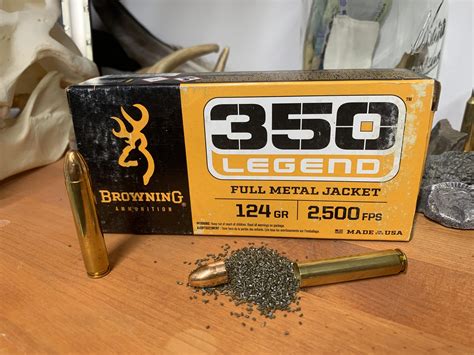 350
LEGEND
FULL METAL JACKET
124 GR 2,500 FPS
BROWNING
AMMUNITION
MADE IN USA